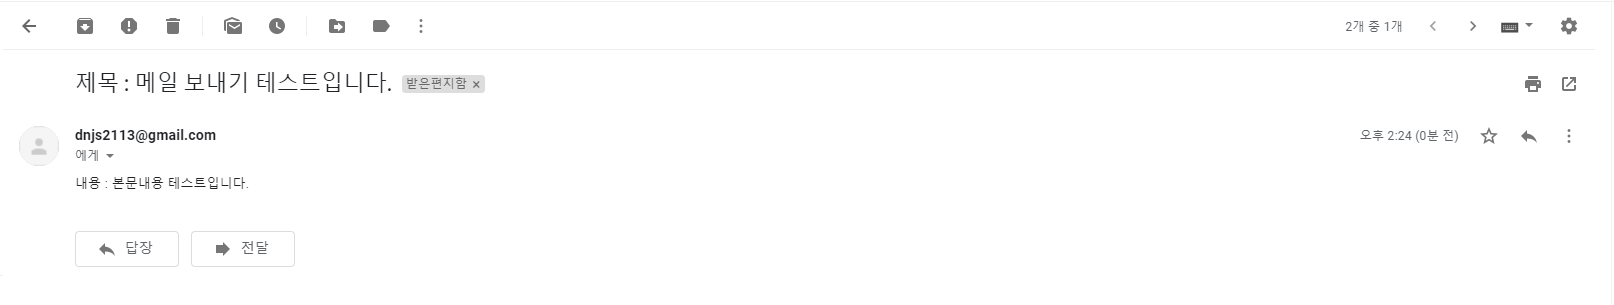 2개 중 1개
제목 : 메일 보내기 테스트입니다. 받은편지함 ×
dnjs2113@gmail.com 오후 2:24 (0분 전)
에게
내용 : 본문내용 테스트입니다.
답장 전달